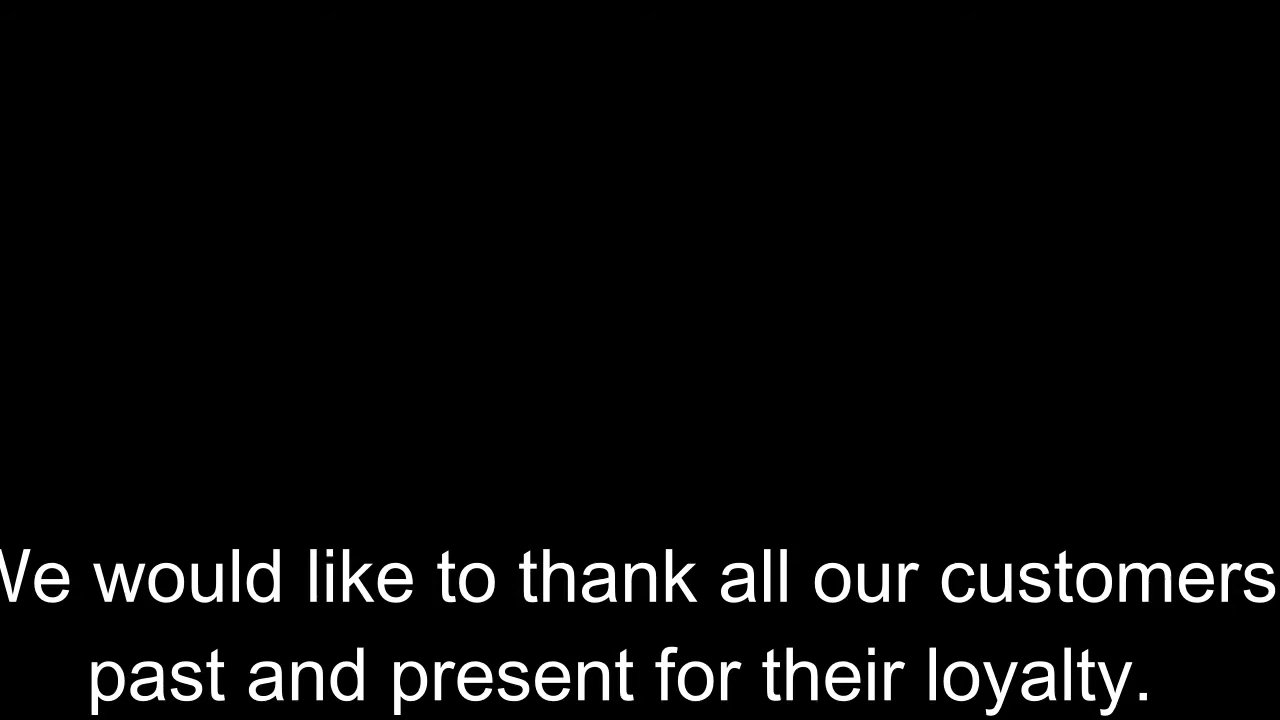 We would like to thank all our customers
past and present for their loyalty.